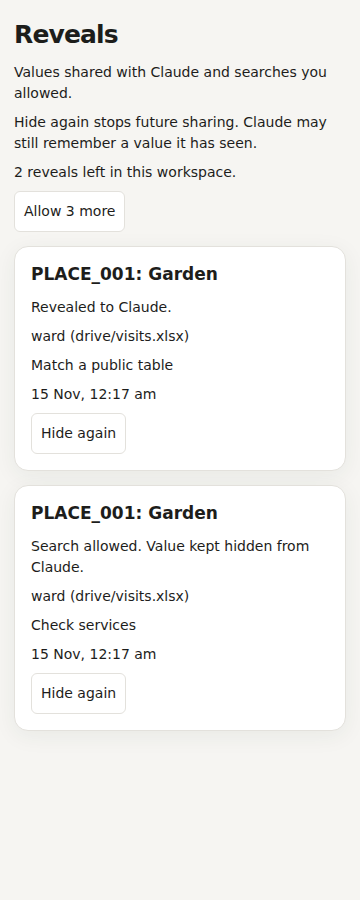 Reveals
Values shared with Claude and searches you
allowed.
Hide again stops future sharing. Claude may
still remember a value it has seen.
2 reveals left in this workspace.
Allow 3 more
PLACE_001: Garden
Revealed to Claude.
ward (drive/visits.xlsx)
Match a public table
15 Nov, 12:17 am
Hide again
PLACE_001: Garden
Search allowed. Value kept hidden from
Claude.
ward (drive/visits.xlsx)
Check services
15 Nov, 12:17 am
Hide again